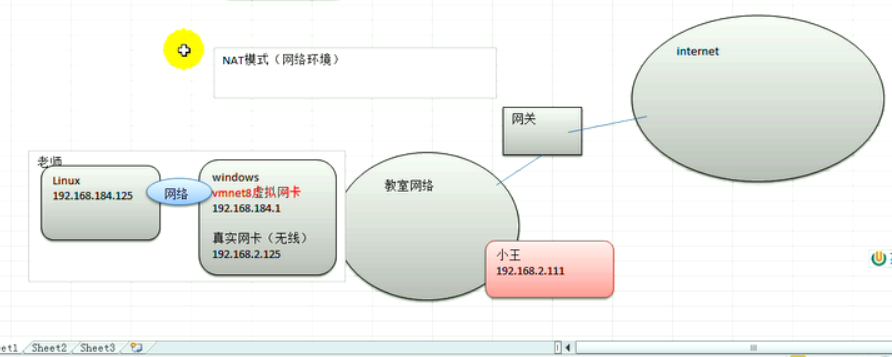 NAT模式（网络环境）
internet
网关
老师
Linux
192.168.184.125
网络
windows
vmnet8虚拟网卡
192.168.184.1
真实网卡（无线）
192.168.2.125
教室网络
小王
192.168.2.111
Sheet2
Sheet3